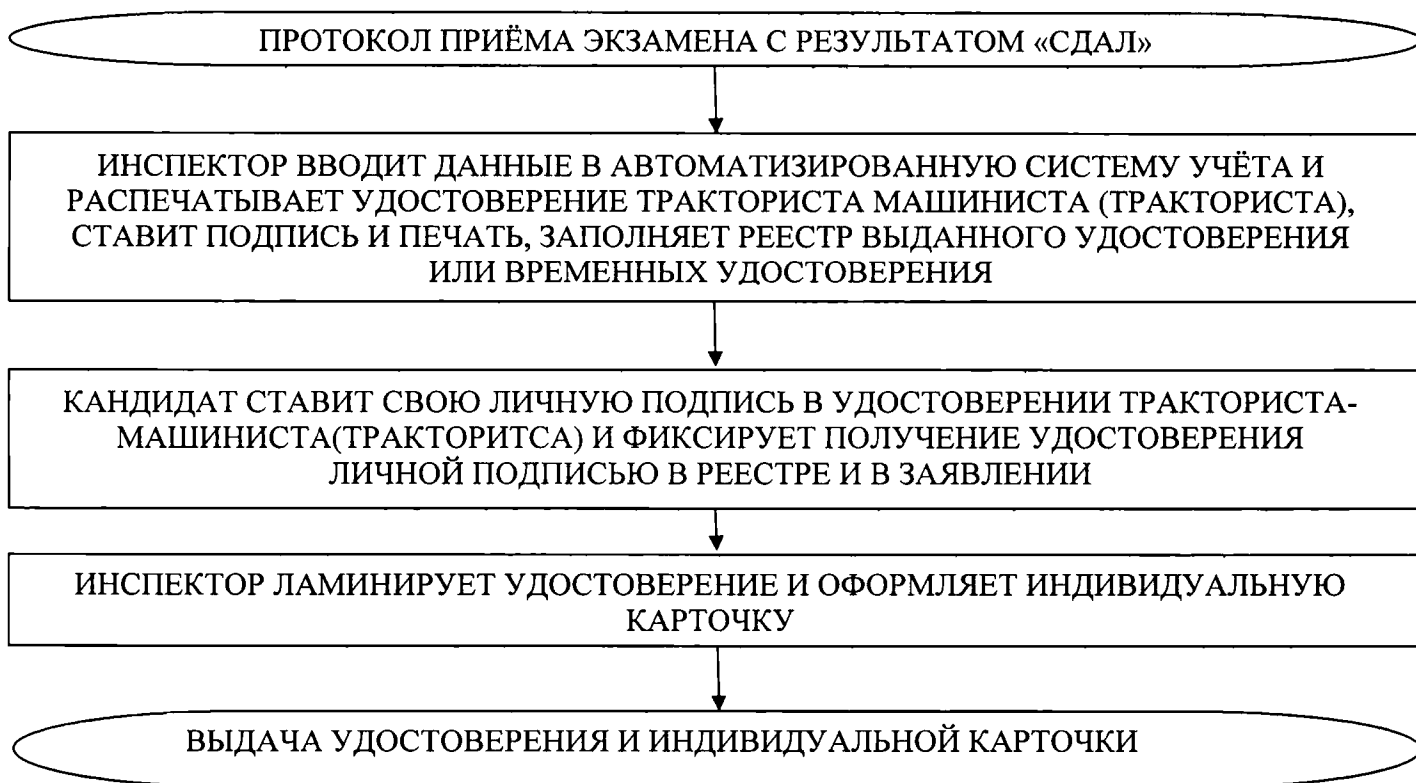 ПРОТОКОЛ ПРИЁМА ЭКЗАМЕНА С РЕЗУЛЬТАТОМ «СДАЛ»
ИНСПЕКТОР ВВОДИТ ДАННЫЕ В АВТОМАТИЗИРОВАННУЮ СИСТЕМУ УЧЁТА И
РАСПЕЧАТЫВАЕТ УДОСТОВЕРЕНИЕ ТРАКТОРИСТА МАШИНИСТА (ТРАКТОРИСТА),
СТАВИТ ПОДПИСЬ И ПЕЧАТЬ, ЗАПОЛНЯЕТ РЕЕСТР ВЫДАННОГО УДОСТОВЕРЕНИЯ
ИЛИ ВРЕМЕННЫХ УДОСТОВЕРЕНИЯ
КАНДИДАТ СТАВИТ СВОЮ ЛИЧНУЮ ПОДПИСЬ В УДОСТОВЕРЕНИИ ТРАКТОРИСТА-
МАШИНИСТА(ТРАКТОРИТСА) И ФИКСИРУЕТ ПОЛУЧЕНИЕ УДОСТОВЕРЕНИЯ
ЛИЧНОЙ ПОДПИСЬЮ В РЕЕСТРЕ И В ЗАЯВЛЕНИИ
ИНСПЕКТОР ЛАМИНИРУЕТ УДОСТОВЕРЕНИЕ И ОФОРМЛЯЕТ ИНДИВИДУАЛЬНУЮ
КАРТОЧКУ
ВЫДАЧА УДОСТОВЕРЕНИЯ И ИНДИВИДУАЛЬНОЙ КАРТОЧКИ